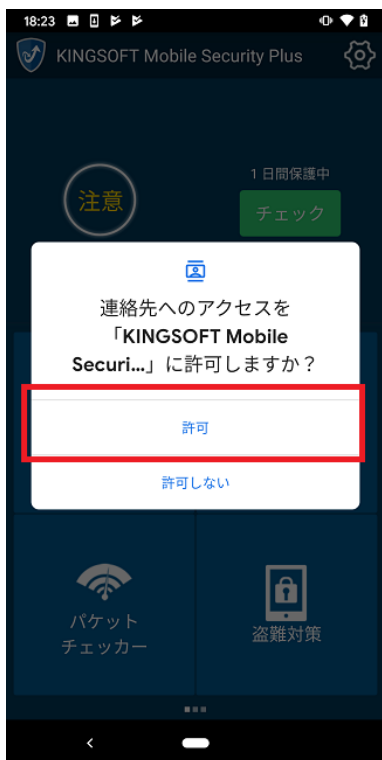 18:23
KINGSOFT Mobile Security Plus
1日間保護中
注意
チェック
連絡先へのアクセスを
「KINGSOFT Mobile
Securi...」に許可しますか？
許可
許可しない
パケット
チェッカー
盗難対策